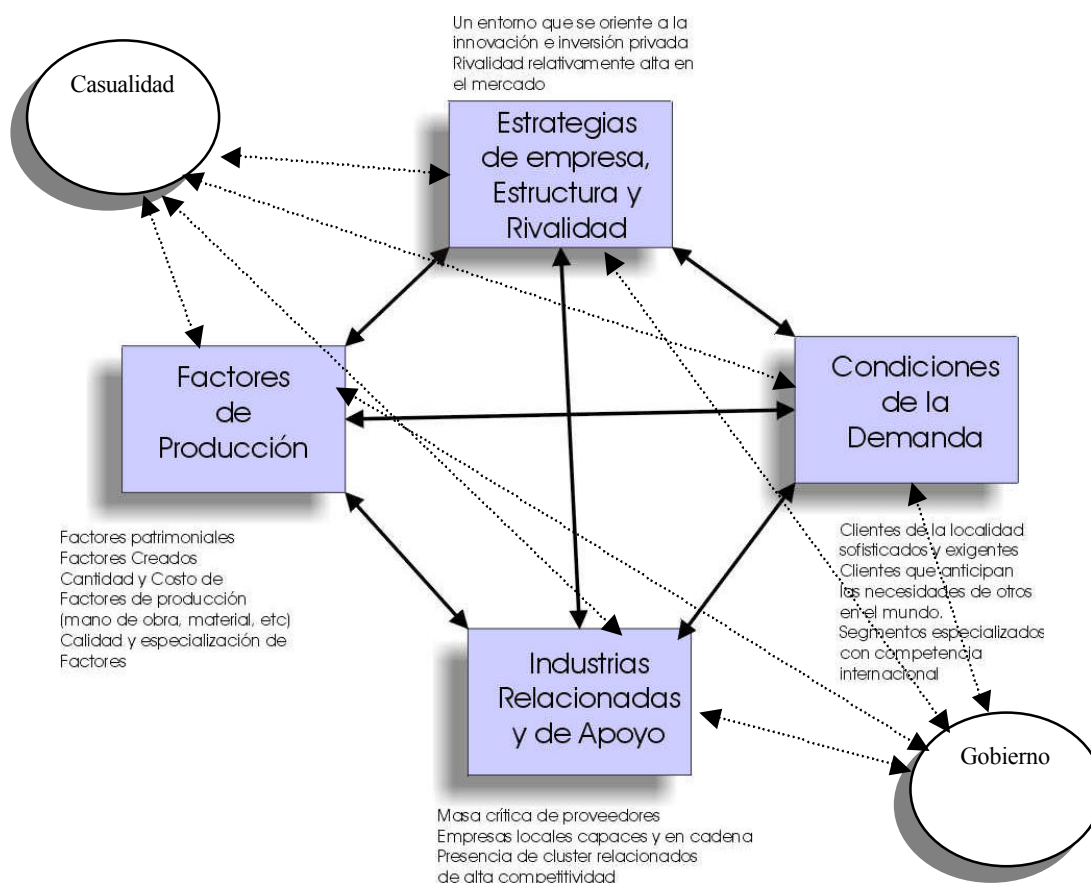 Un entorno que se oriente a la
innovación e inversión privada
Rivalidad relativamente alta en
el mercado
Casualidad
Estrategias
de empresa,
Estructura y
Rivalidad
Factores
de
Producción
Condiciones
de la
Demanda
Factores patrimoniales
Factores Creados
Cantidad y Costo de
Factores de producción
(mano de obra, material, etc)
Calidad y especialización de
Factores
Clientes de la localidad
sofisticados y exigentes
Clientes que anticipan
las necesidades de otros
en el mundo.
Segmentos especializados
con competencia
internacional
Industrias
Relacionadas
y de Apoyo
Gobierno
Masa crítica de proveedores
Empresas locales capaces y en cadena
Presencia de cluster relacionados
de alta competitividad